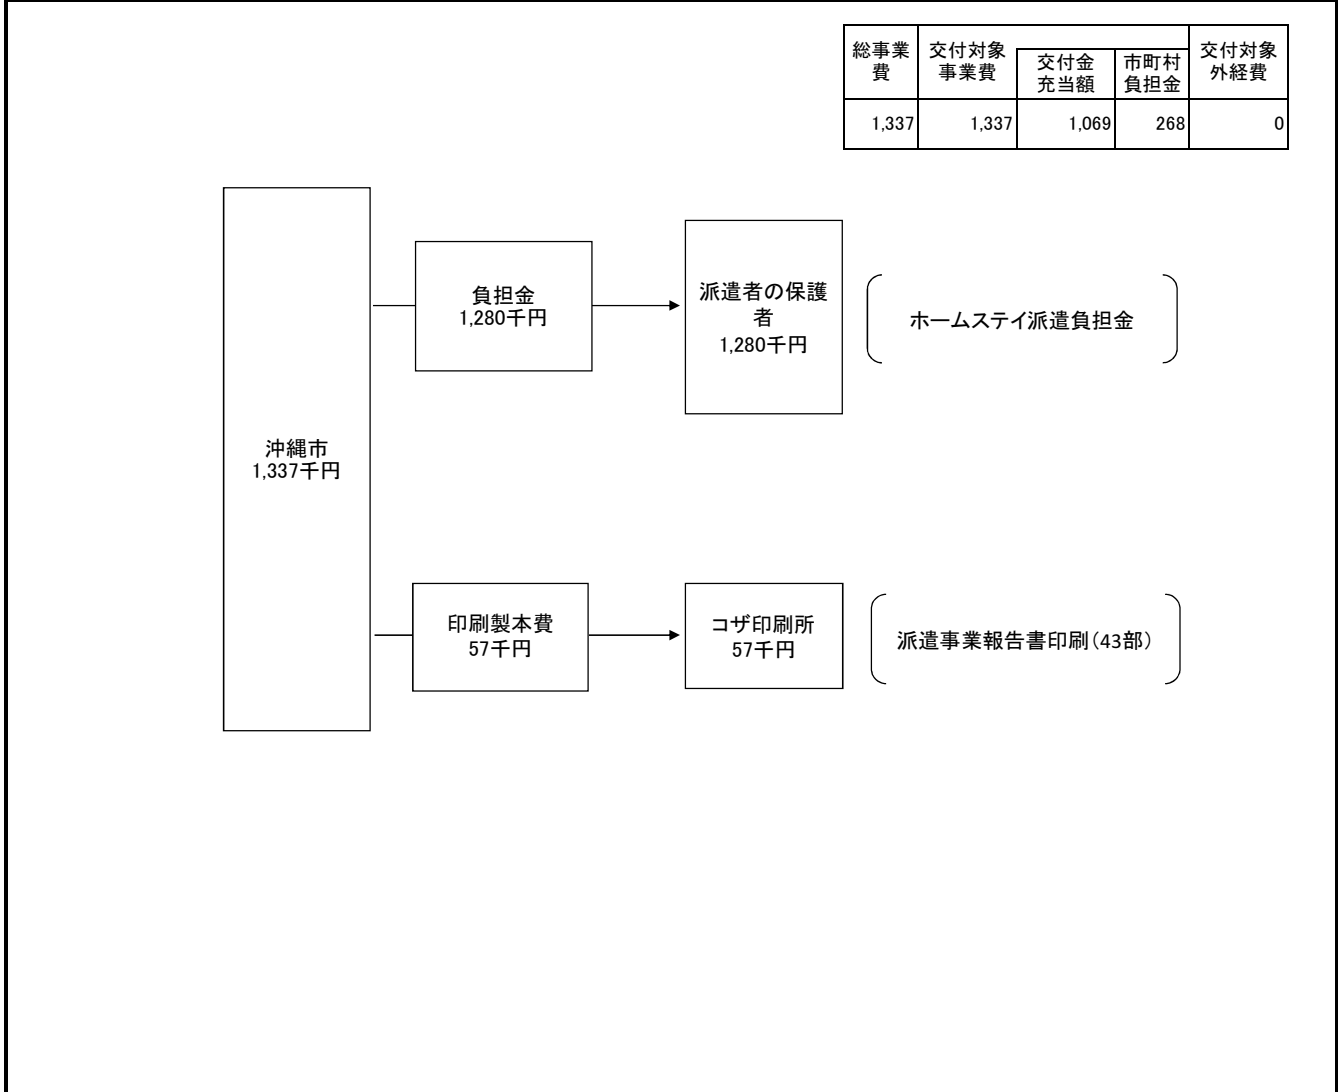 総事業
費
交付対象
事業費
交付金
充当額
市町村
負担金
交付対象
外経費
1,337
1,337
1,069
268
0
沖縄市
1,337千円
負担金
1,280千円
派遣者の保護
者
1,280千円
ホームステイ派遣負担金
印刷製本費
57千円
コザ印刷所
57千円
派遣事業報告書印刷(43部)